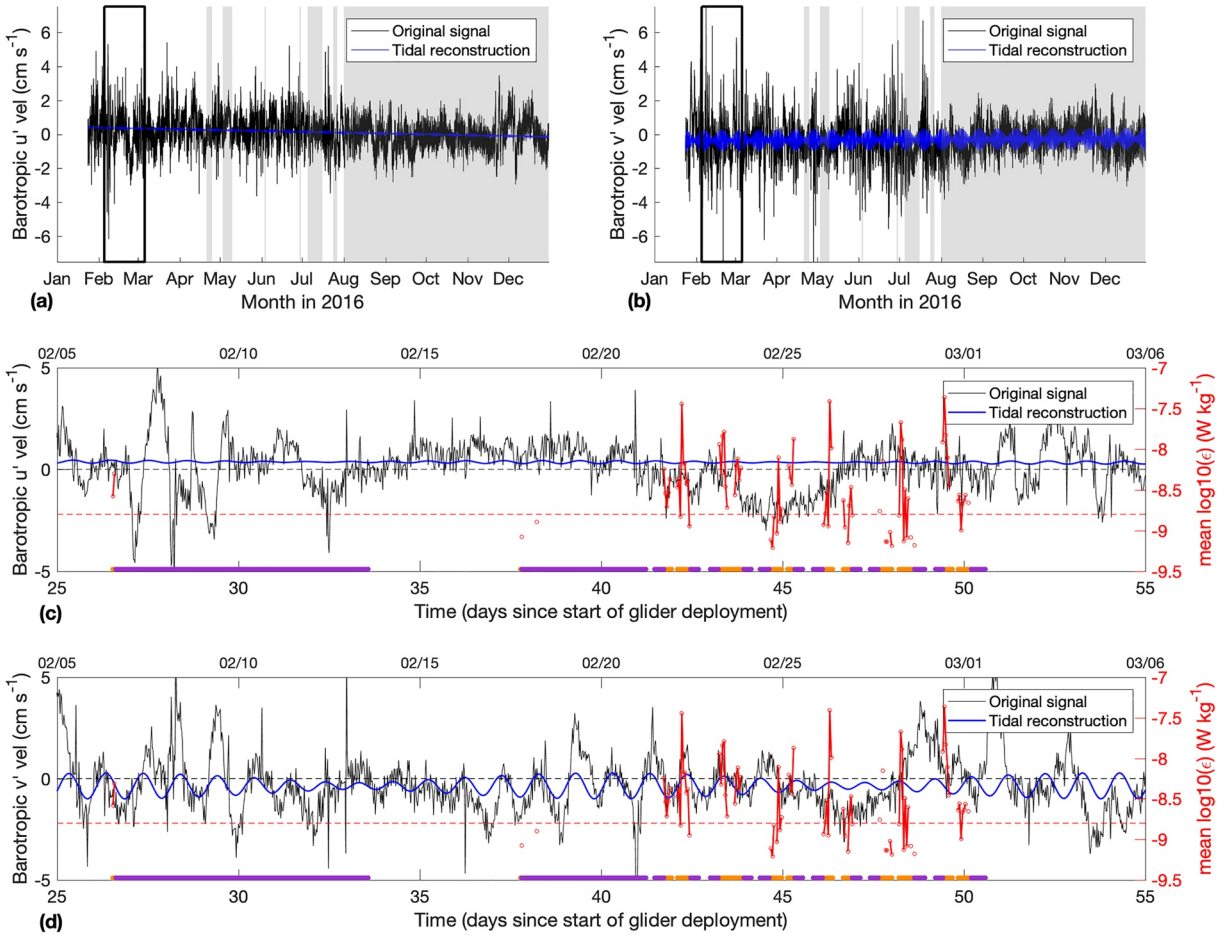 Original signal
Tidal reconstruction
Barotropic u' vel (cm s-1)
6
4
2
0
-2
-4
-6
Jan Feb Mar Apr May Jun Jul Aug Sep Oct Nov Dec
Month in 2016
(a)
Original signal
Tidal reconstruction
Barotropic v' vel (cm s-1)
6
4
2
0
-2
-4
-6
Jan Feb Mar Apr May Jun Jul Aug Sep Oct Nov Dec
Month in 2016
(b)
02/05 02/10 02/15 02/20 02/25 03/01 03/06
Original signal
Tidal reconstruction
Barotropic u' vel (cm s-1)
5
0
-5
-7
-7.5
-8
-8.5
-9
-9.5
mean log10(ϵ) (W kg-1)
25 30 35 40 45 50 55
Time (days since start of glider deployment)
(c)
02/05 02/10 02/15 02/20 02/25 03/01 03/06
Original signal
Tidal reconstruction
Barotropic v' vel (cm s-1)
5
0
-5
-7
-7.5
-8
-8.5
-9
-9.5
mean log10(ϵ) (W kg-1)
25 30 35 40 45 50 55
Time (days since start of glider deployment)
(d)